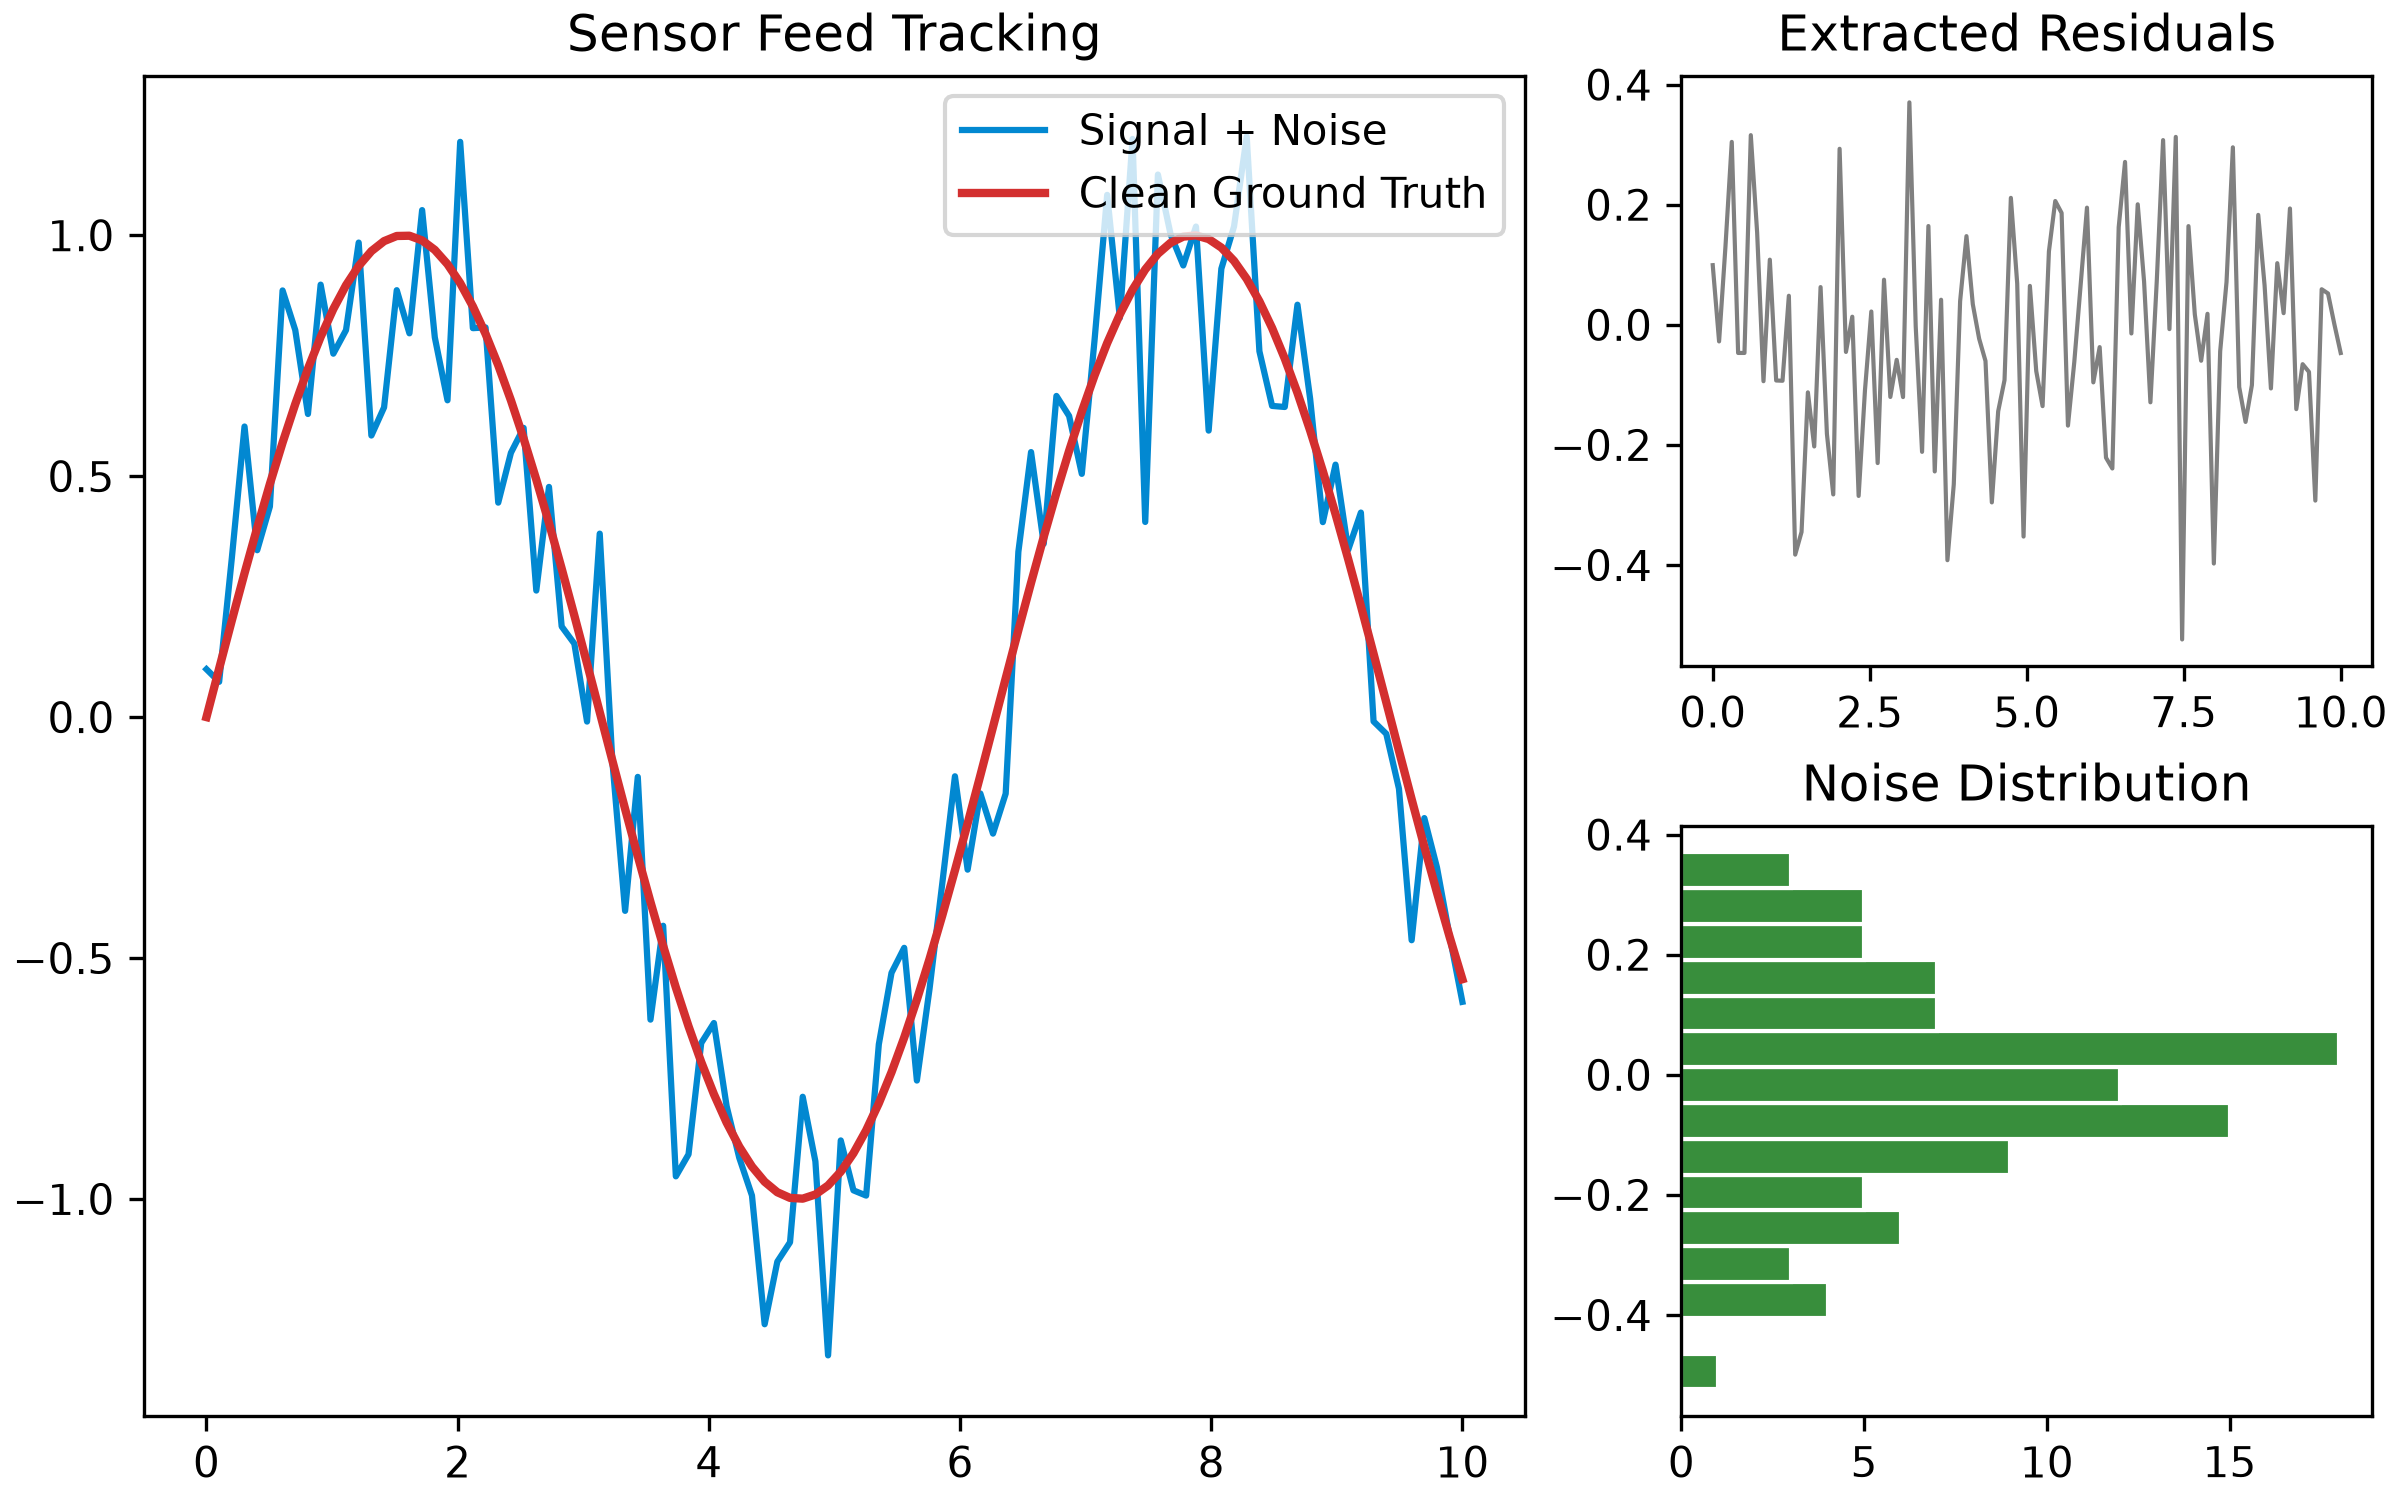 Sensor Feed Tracking
Signal + Noise
Clean Ground Truth
1.0
0.5
0.0
−0.5
−1.0
0 2 4 6 8 10
Extracted Residuals
0.4
0.2
0.0
−0.2
−0.4
0.0 2.5 5.0 7.5 10.0
Noise Distribution
0.4
0.2
0.0
−0.2
−0.4
0 5 10 15